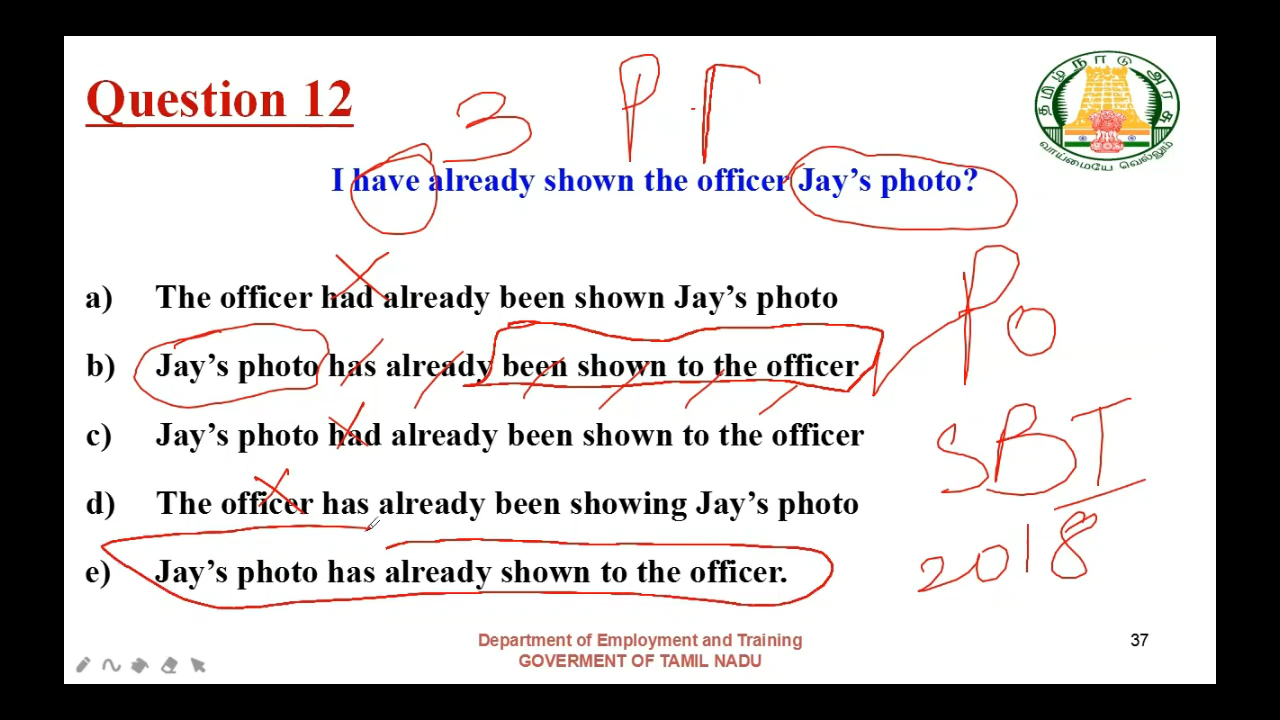 Question 12
3 P T
தமிழ்நாடு அரசு
வாய்மையே வெல்லும்
I have already shown the officer Jay’s photo?
a) The officer had already been shown Jay’s photo
b) Jay’s photo has already been shown to the officer
PO
c) Jay’s photo had already been shown to the officer
SBI
d) The officer has already been showing Jay’s photo
2018
e) Jay’s photo has already shown to the officer.
Department of Employment and Training
GOVERMENT OF TAMIL NADU
37